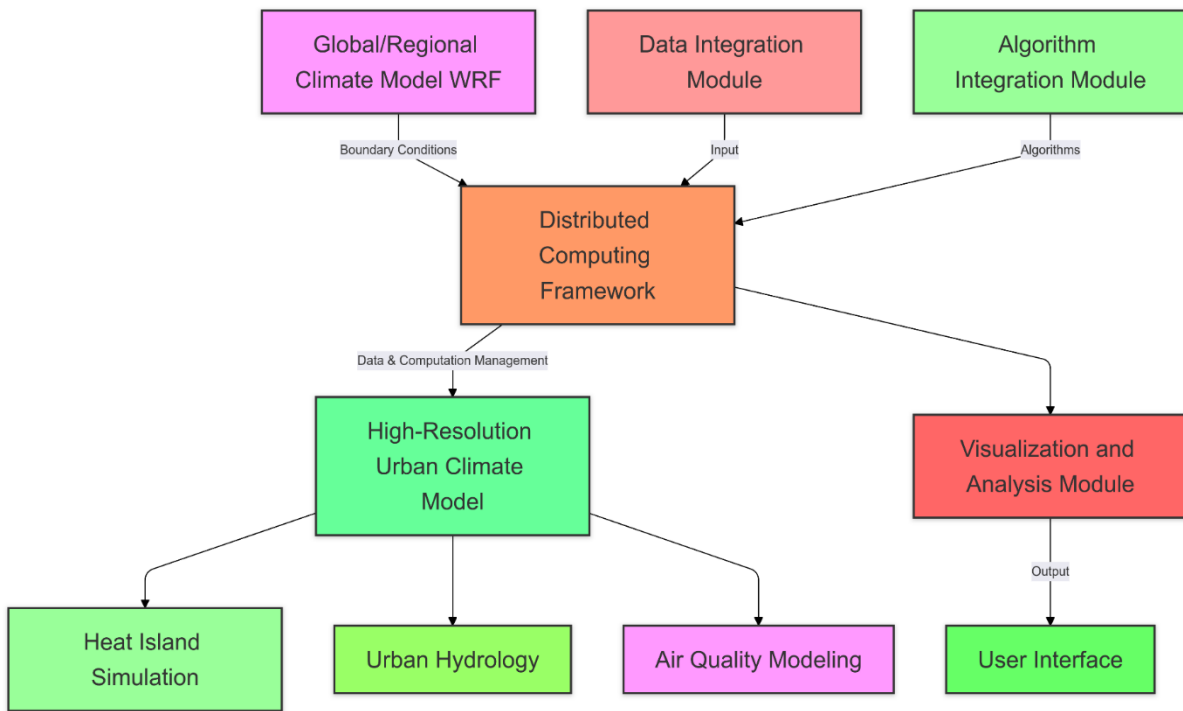 Global/Regional
Climate Model WRF
Data Integration
Module
Algorithm
Integration Module
Boundary Conditions
Input
Algorithms
Distributed
Computing
Framework
Data & Computation Management
High-Resolution
Urban Climate
Model
Visualization and
Analysis Module
Output
Heat Island
Simulation
Urban Hydrology
Air Quality Modeling
User Interface